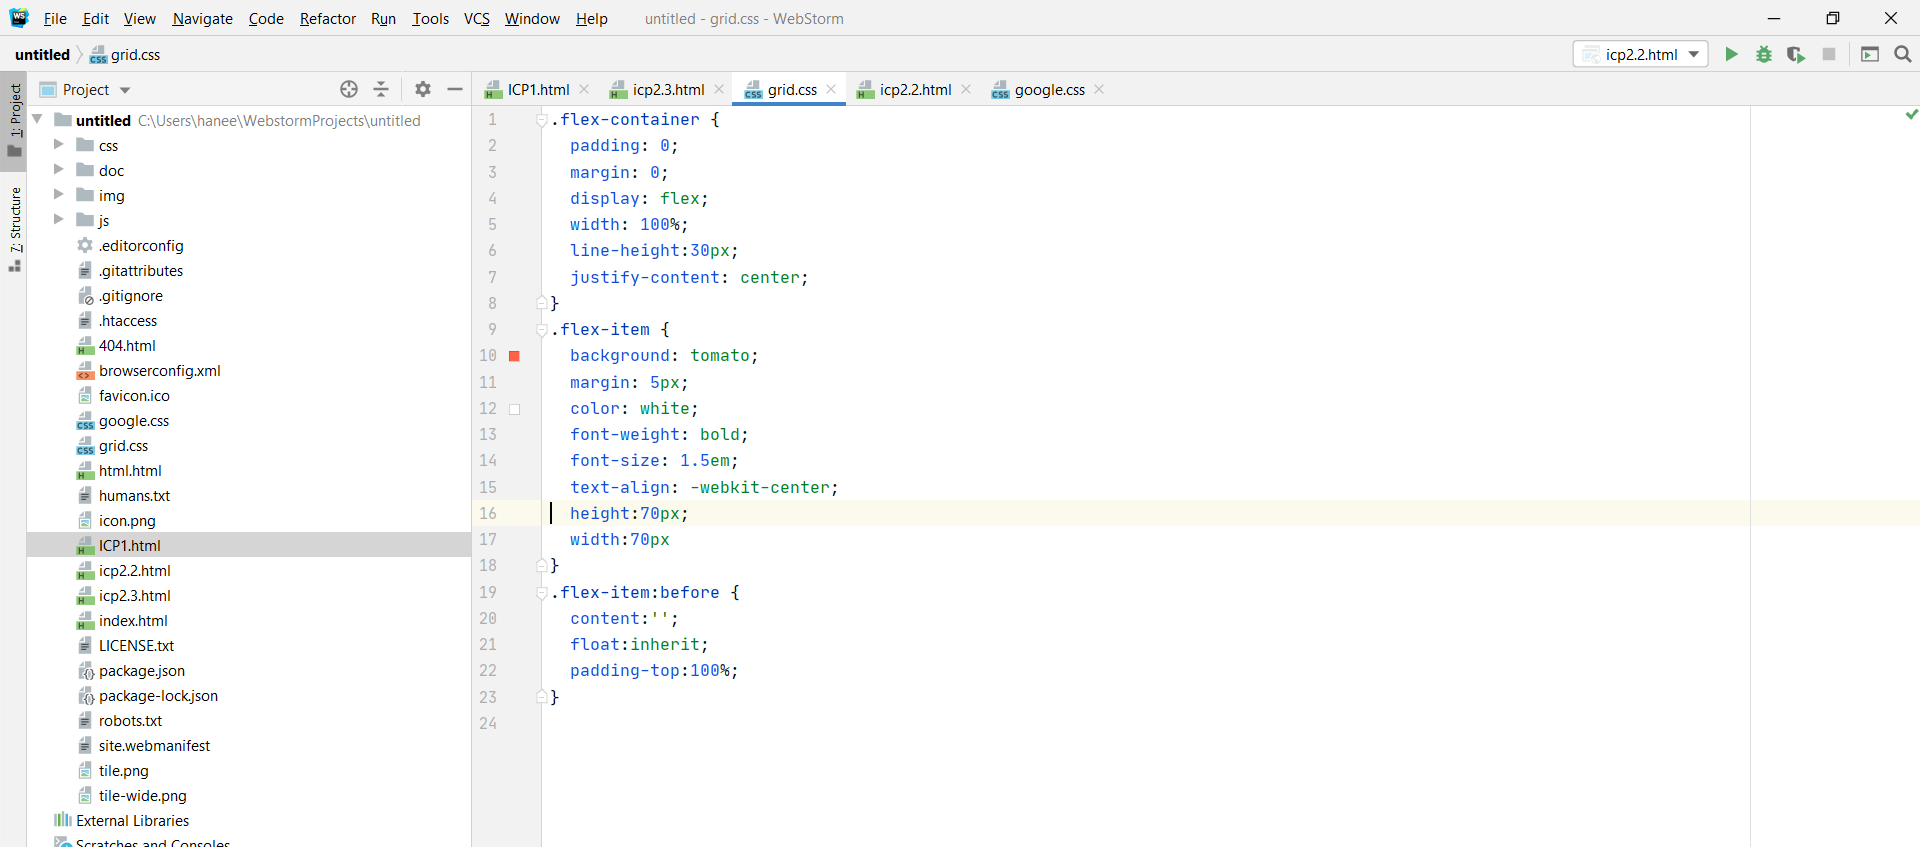 File Edit View Navigate Code Refactor Run Tools VCS Window Help untitled - grid.css - WebStorm
untitled grid.css icp2.2.html
1: Project
7: Structure
Project
untitled C:\Users\hanee\WebstormProjects\untitled
css
doc
img
js
.editorconfig
.gitattributes
.gitignore
.htaccess
404.html
browserconfig.xml
favicon.ico
google.css
grid.css
html.html
humans.txt
icon.png
ICP1.html
icp2.2.html
icp2.3.html
index.html
LICENSE.txt
package.json
package-lock.json
robots.txt
site.webmanifest
tile.png
tile-wide.png
External Libraries
Scratches and Consoles
ICP1.html icp2.3.html grid.css icp2.2.html google.css
1 .flex-container {
2 padding: 0;
3 margin: 0;
4 display: flex;
5 width: 100%;
6 line-height:30px;
7 justify-content: center;
8 }
9 .flex-item {
10 background: tomato;
11 margin: 5px;
12 color: white;
13 font-weight: bold;
14 font-size: 1.5em;
15 text-align: -webkit-center;
16 height:70px;
17 width:70px
18 }
19 .flex-item:before {
20 content:'';
21 float:inherit;
22 padding-top:100%;
23 }
24